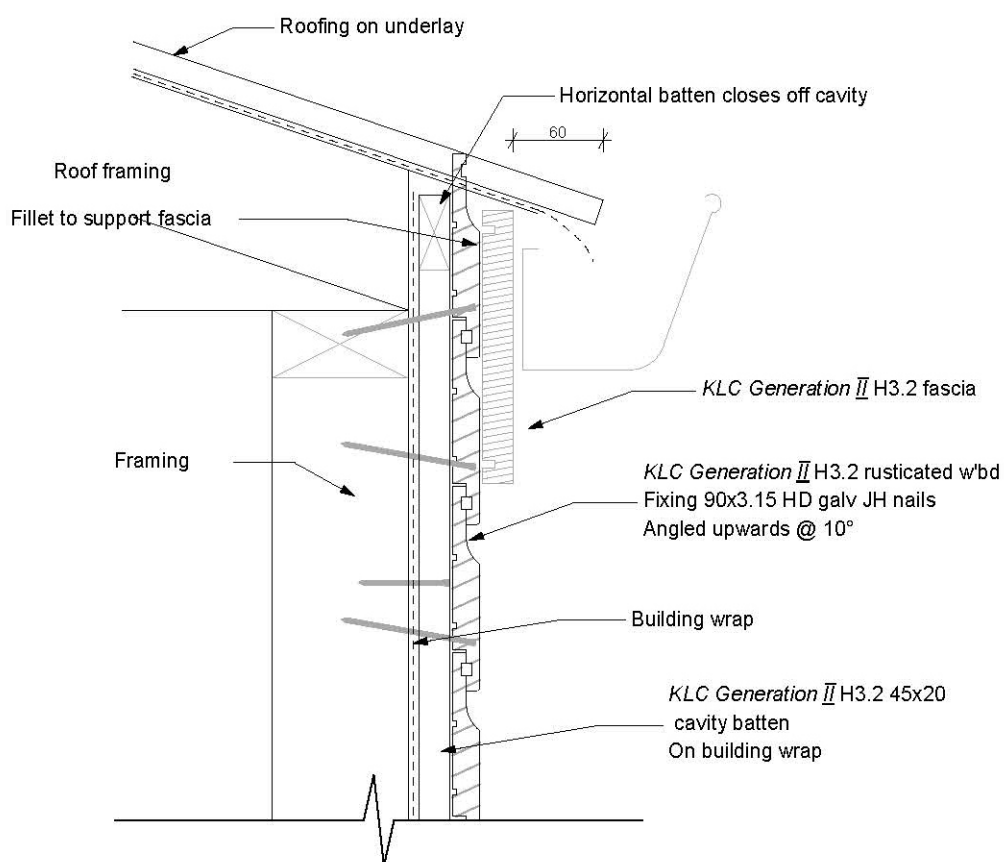 Roofing on underlay
Horizontal batten closes off cavity
60
Roof framing
Fillet to support fascia
KLC Generation II H3.2 fascia
Framing
KLC Generation II H3.2 rusticated w'bd
Fixing 90x3.15 HD galv JH nails
Angled upwards @ 10°
Building wrap
KLC Generation II H3.2 45x20
cavity batten
On building wrap